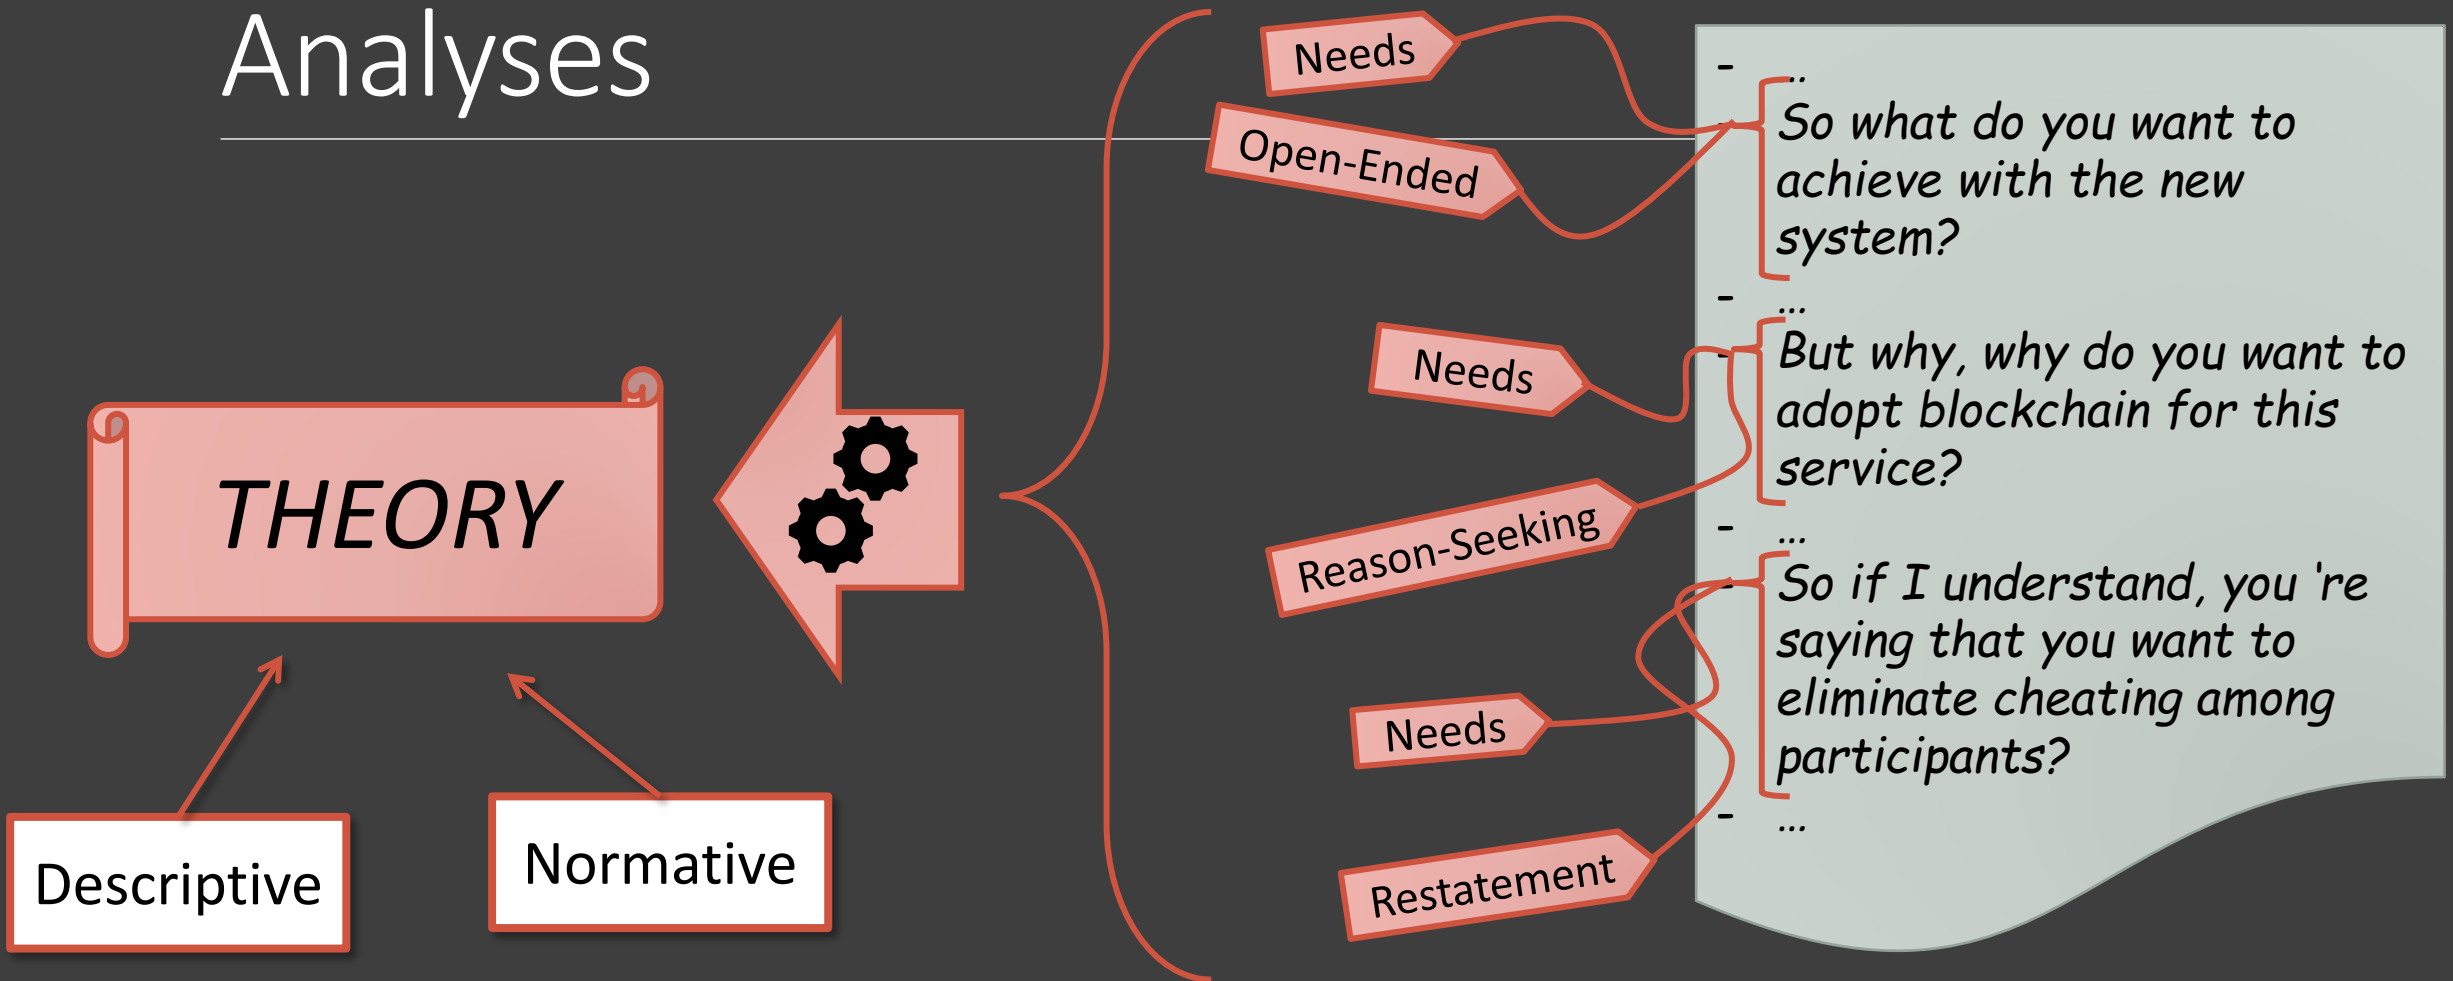 Analyses
THEORY
Descriptive
Normative
Needs
Open-Ended
Needs
Reason-Seeking
Needs
Restatement
- ...
- So what do you want to
achieve with the new
system?
- ...
- But why, why do you want to
adopt blockchain for this
service?
- ...
- So if I understand, you 're
saying that you want to
eliminate cheating among
participants?
- ...